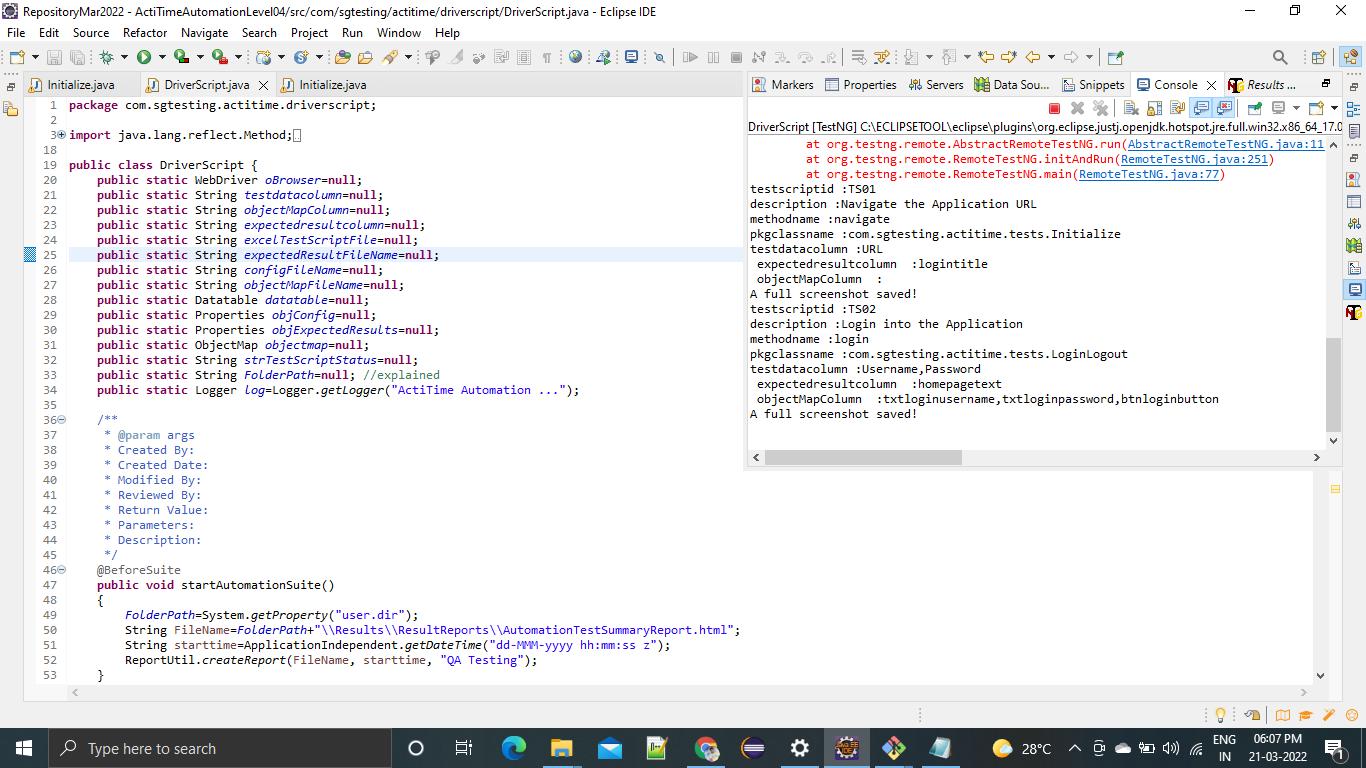 RepositoryMar2022 - ActiTimeAutomationLevel04/src/com/sgtesting/actitime/driverscript/DriverScript.java - Eclipse IDE
File Edit Source Refactor Navigate Search Project Run Window Help
Initialize.java DriverScript.java Initialize.java
1 package com.sgtesting.actitime.driverscript;
2
3 import java.lang.reflect.Method;
18
19 public class DriverScript {
20 public static WebDriver oBrowser=null;
21 public static String testdatacolumn=null;
22 public static String objectMapColumn=null;
23 public static String expectedresultcolumn=null;
24 public static String excelTestScriptFile=null;
25 public static String expectedResultFileName=null;
26 public static String configFileName=null;
27 public static String objectMapFileName=null;
28 public static Datatable datatable=null;
29 public static Properties objConfig=null;
30 public static Properties objExpectedResults=null;
31 public static ObjectMap objectmap=null;
32 public static String strTestScriptStatus=null;
33 public static String FolderPath=null; //explained
34 public static Logger log=Logger.getLogger("ActiTime Automation ...");
35
36 /**
37 * @param args
38 * Created By:
39 * Created Date:
40 * Modified By:
41 * Reviewed By:
42 * Return Value:
43 * Parameters:
44 * Description:
45 */
46 @BeforeSuite
47 public void startAutomationSuite()
48 {
49 FolderPath=System.getProperty("user.dir");
50 String FileName=FolderPath+"\\Results\\ResultReports\\AutomationTestSummaryReport.html";
51 String starttime=ApplicationIndependent.getDateTime("dd-MMM-yyyy hh:mm:ss z");
52 ReportUtil.createReport(FileName, starttime, "QA Testing");
53 }
Markers Properties Servers Data Sou... Snippets Console Results ...
DriverScript [TestNG] C:\ECLIPSETOOL\eclipse\plugins\org.eclipse.justj.openjdk.hotspot.jre.full.win32.x86_64_17.0
at org.testng.remote.AbstractRemoteTestNG.run(AbstractRemoteTestNG.java:11
at org.testng.remote.RemoteTestNG.initAndRun(RemoteTestNG.java:251)
at org.testng.remote.RemoteTestNG.main(RemoteTestNG.java:77)
testscriptid :TS01
description :Navigate the Application URL
methodname :navigate
pkgclassname :com.sgtesting.actitime.tests.Initialize
testdatacolumn :URL
expectedresultcolumn  :logintitle
objectMapColumn  :
A full screenshot saved!
testscriptid :TS02
description :Login into the Application
methodname :login
pkgclassname :com.sgtesting.actitime.tests.LoginLogout
testdatacolumn :Username,Password
expectedresultcolumn  :homepagetext
objectMapColumn  :txtloginusername,txtloginpassword,btnloginbutton
A full screenshot saved!
Type here to search
28°C
ENG
IN
06:07 PM
21-03-2022
1